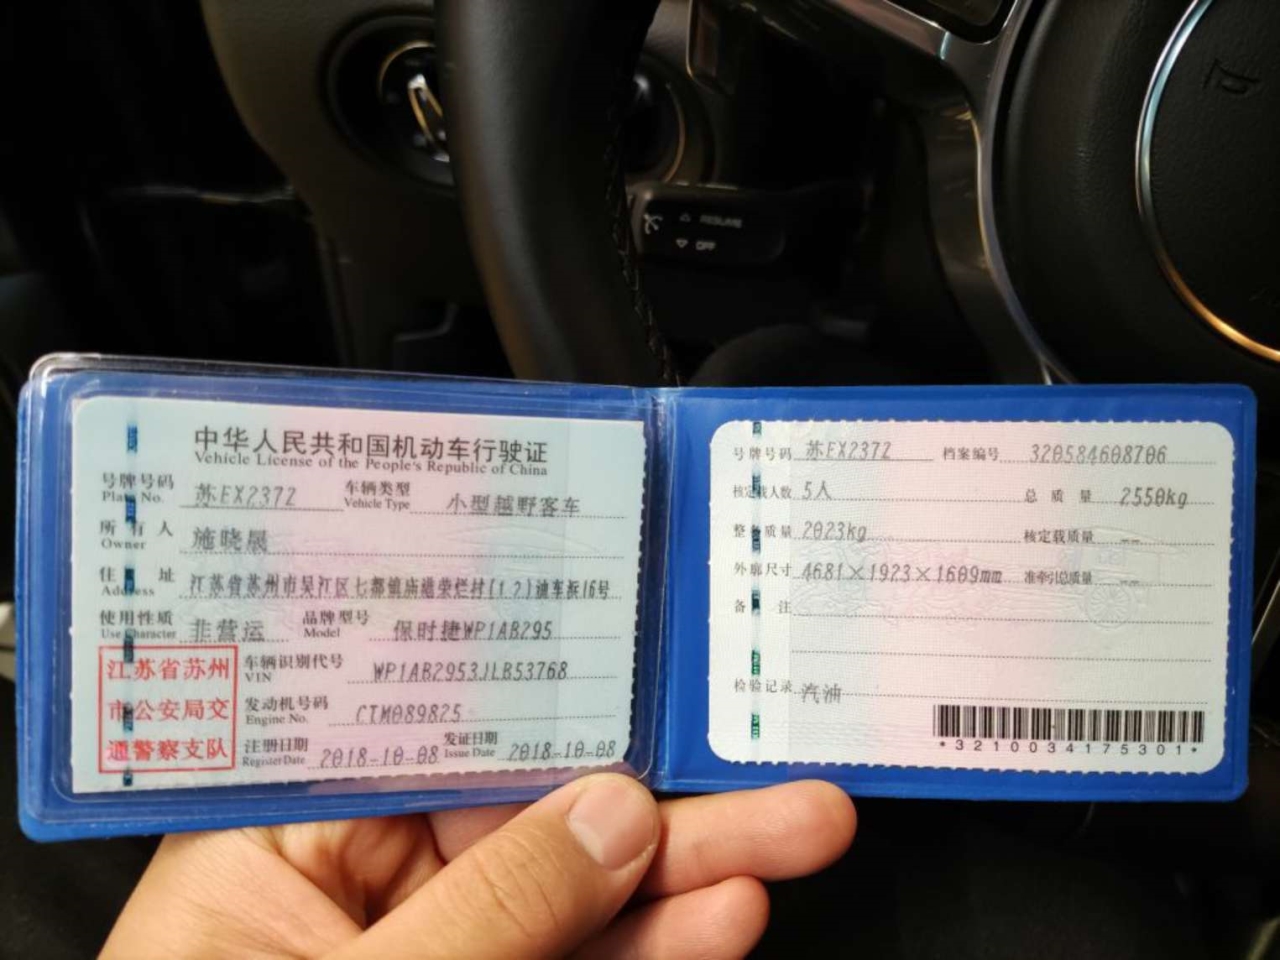 RESUME
OFF
中华人民共和国机动车行驶证
Vehicle License of the People's Republic of China
号牌号码 苏EX237Z 车辆类型 小型越野客车
Plate No. Vehicle Type
所有人 施晓晟
Owner
住址 江苏省苏州市吴江区七都镇庙港荣烂村(12)油车浜16号
Address
使用性质 非营运 品牌型号 保时捷WP1AB295
Use Character Model
江苏省苏州
市公安局交
通警察支队
车辆识别代号 WP1AB2953JLB53768
VIN
发动机号码 CTM089825
Engine No.
注册日期 2018-10-08 发证日期 2018-10-08
Register Date Issue Date
号牌号码 苏EX237Z 档案编号 320584608706
核定载人数 5人 总质量 2550kg
整备质量 2023kg 核定载质量 --
外廓尺寸 4681×1923×1609mm 准牵引总质量 --
备注
检验记录 汽油
*3210034175301*